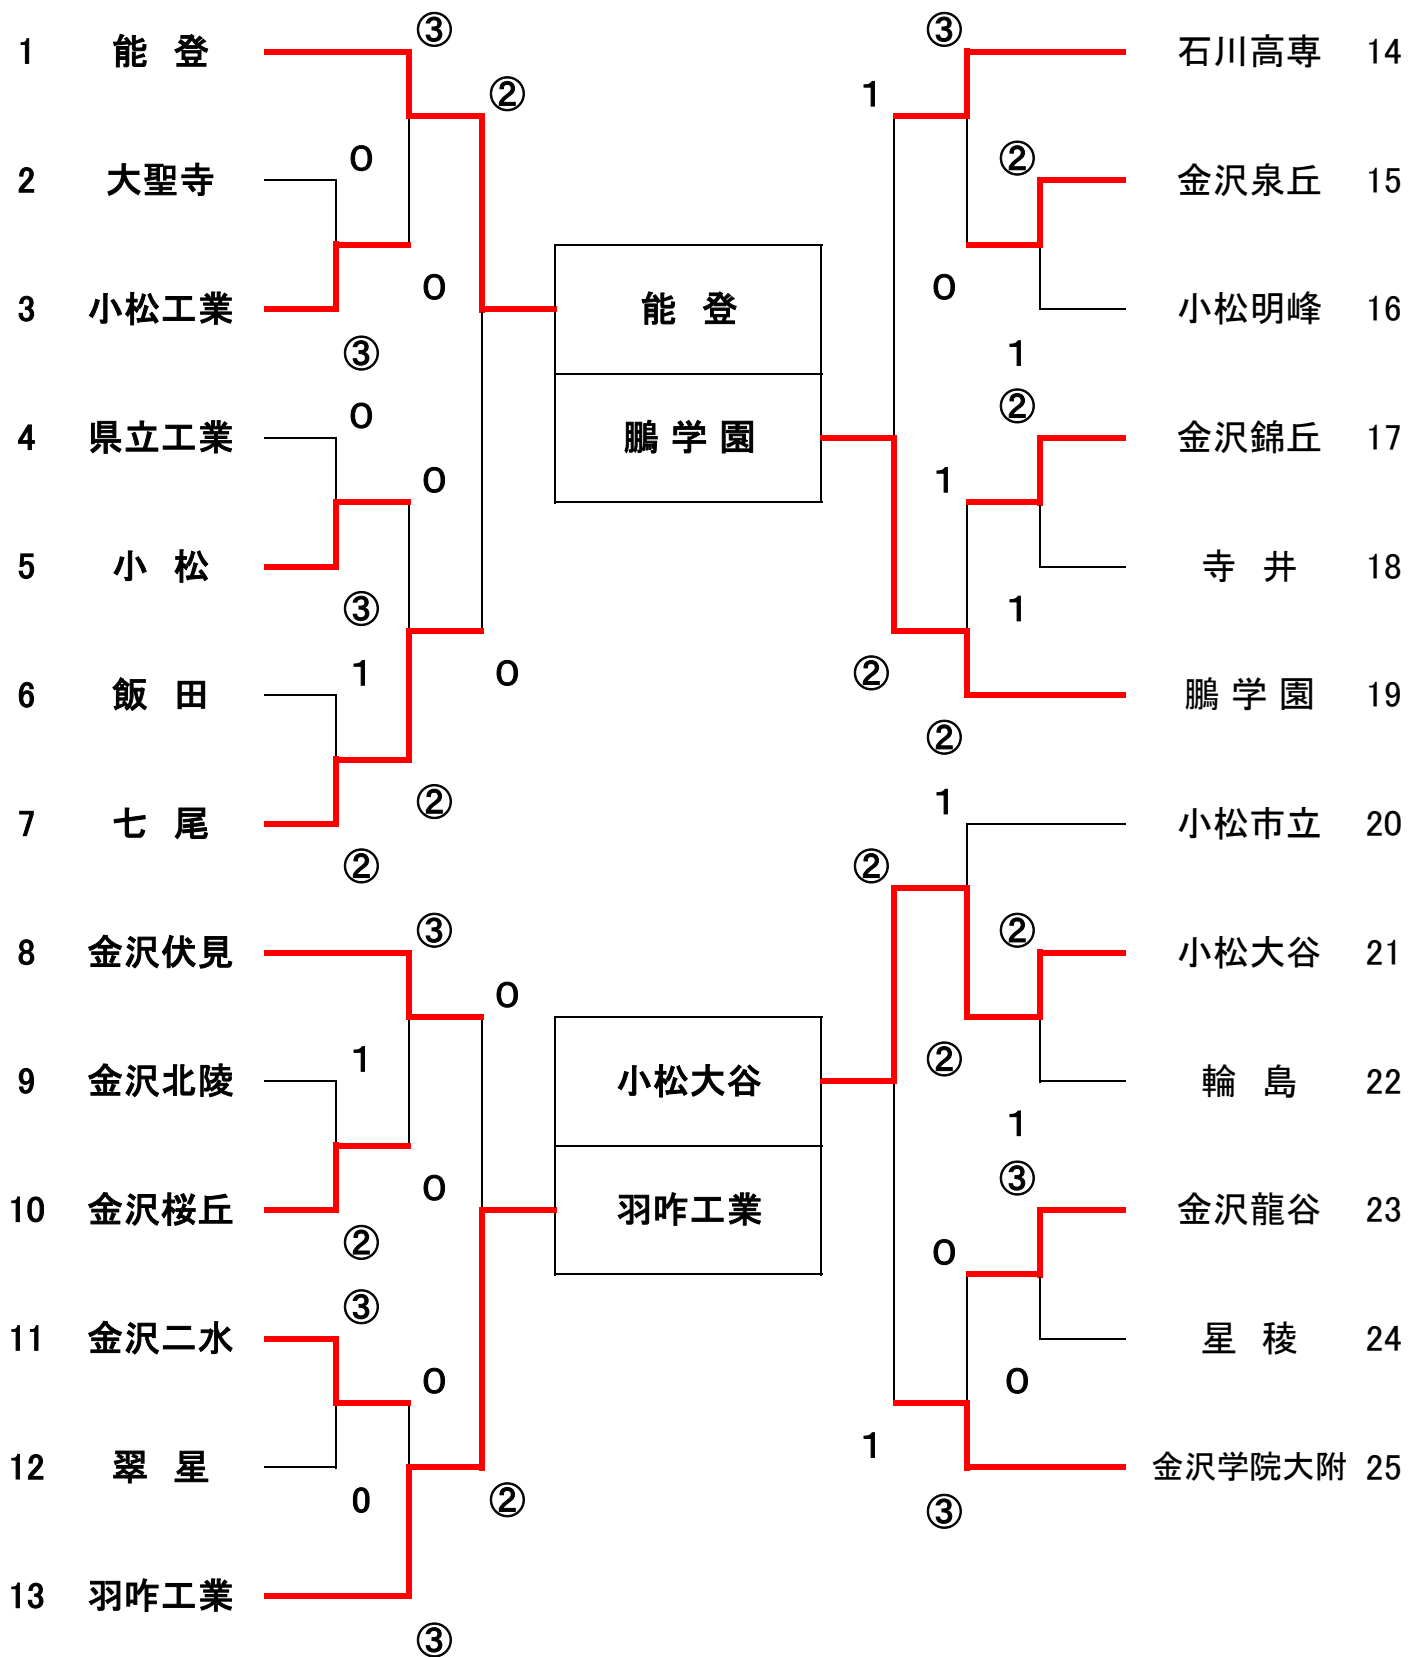 1 能 登
③
②
2 大聖寺
0
3 小松工業
0
③
4 県立工業
0
0
5 小 松
③
6 飯 田
1
0
7 七 尾
②
②
8 金沢伏見
③
0
9 金沢北陵
1
10 金沢桜丘
0
②
11 金沢二水
③
0
12 翠 星
0
②
13 羽咋工業
③
能 登
鵬 学 園
小松大谷
羽咋工業
③
石川高専 14
1
②
金沢泉丘 15
0
小松明峰 16
1
②
金沢錦丘 17
1
寺 井 18
1
②
鵬 学 園 19
②
1
小松市立 20
②
②
小松大谷 21
②
輪 島 22
1
③
金沢龍谷 23
0
星 稜 24
0
1
金沢学院大附 25
③